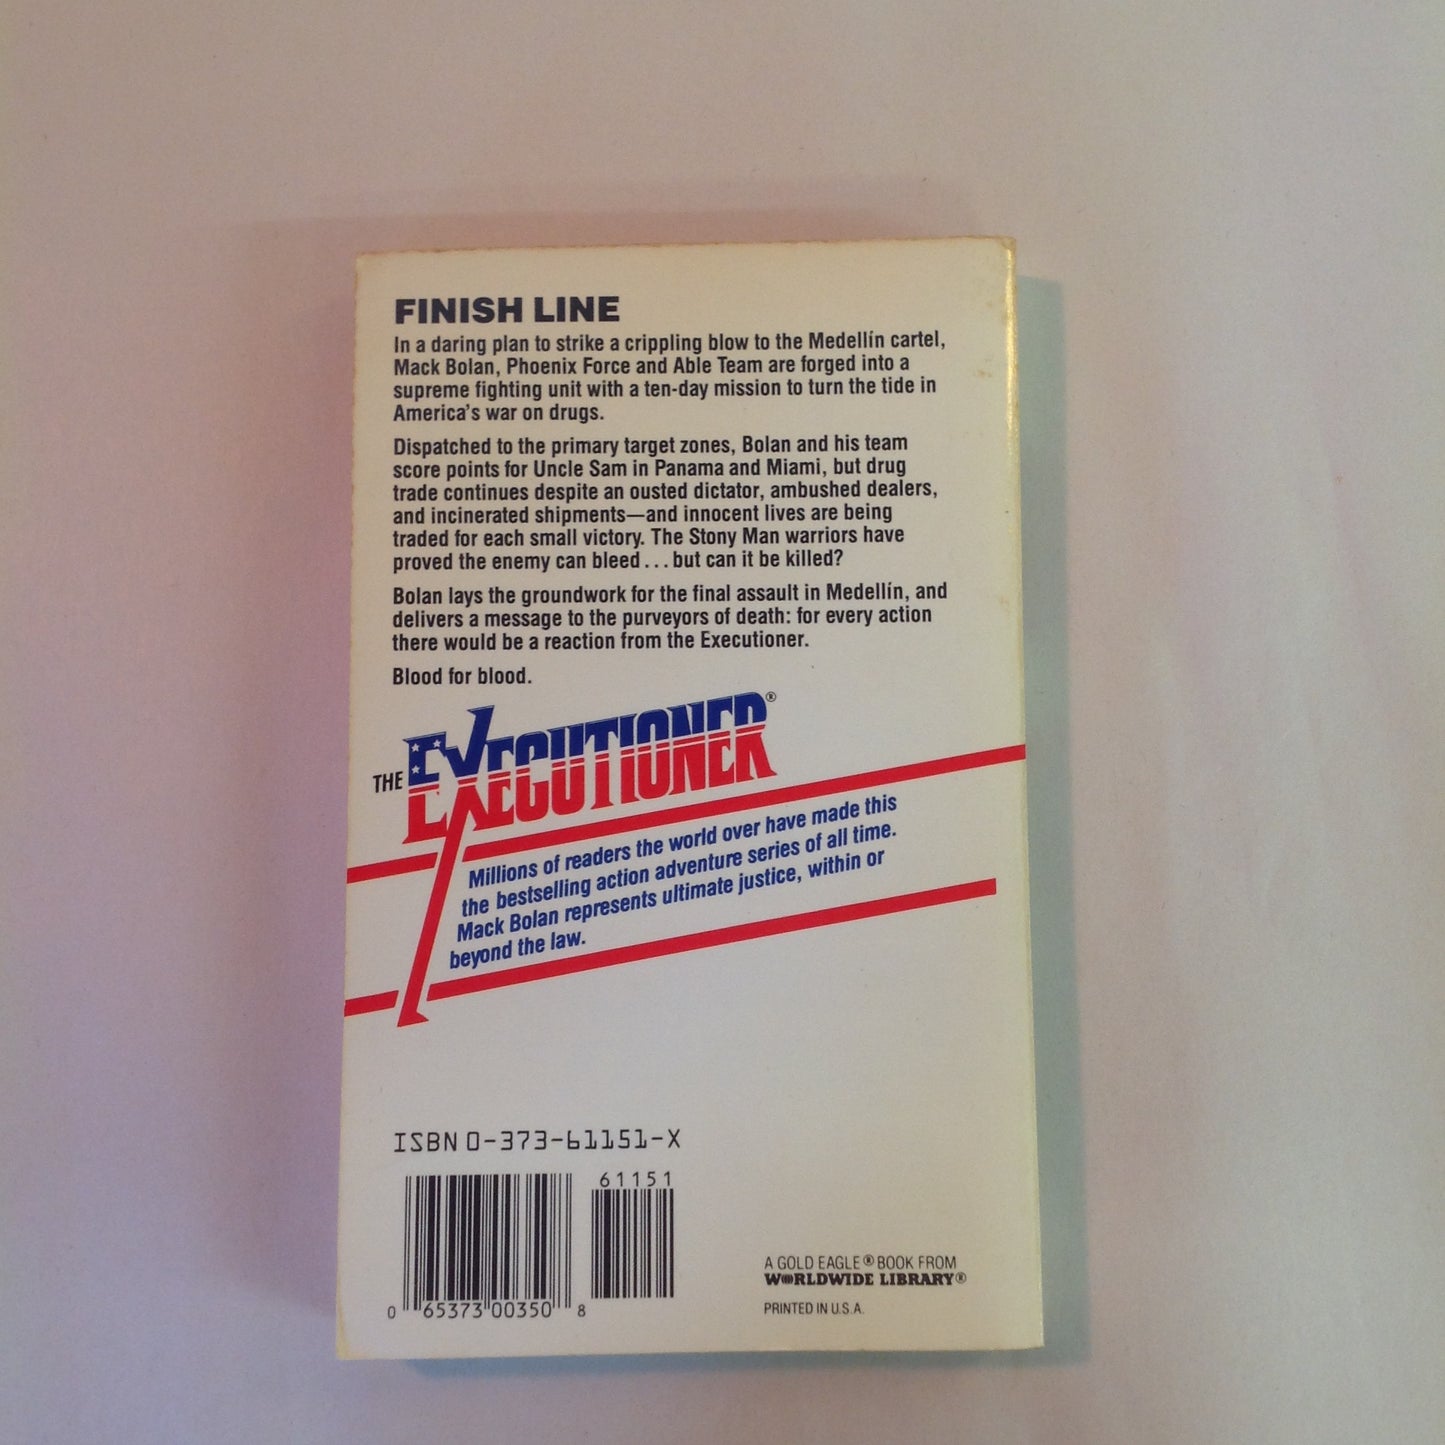 FINISH LINE
In a daring plan to strike a crippling blow to the Medellín cartel,
Mack Bolan, Phoenix Force and Able Team are forged into a
supreme fighting unit with a ten-day mission to turn the tide in
America's war on drugs.
Dispatched to the primary target zones, Bolan and his team
score points for Uncle Sam in Panama and Miami, but drug
trade continues despite an ousted dictator, ambushed dealers,
and incinerated shipments—and innocent lives are being
traded for each small victory. The Stony Man warriors have
proved the enemy can bleed . . . but can it be killed?
Bolan lays the groundwork for the final assault in Medellín, and
delivers a message to the purveyors of death: for every action
there would be a reaction from the Executioner.
Blood for blood.
THE EXECUTIONER®
Millions of readers the world over have made this
the bestselling action adventure series of all time.
Mack Bolan represents ultimate justice, within or
beyond the law.
ISBN 0-373-61151-X
61151
0 65373 00350 8
A GOLD EAGLE® BOOK FROM
WORLDWIDE LIBRARY®
PRINTED IN U.S.A.